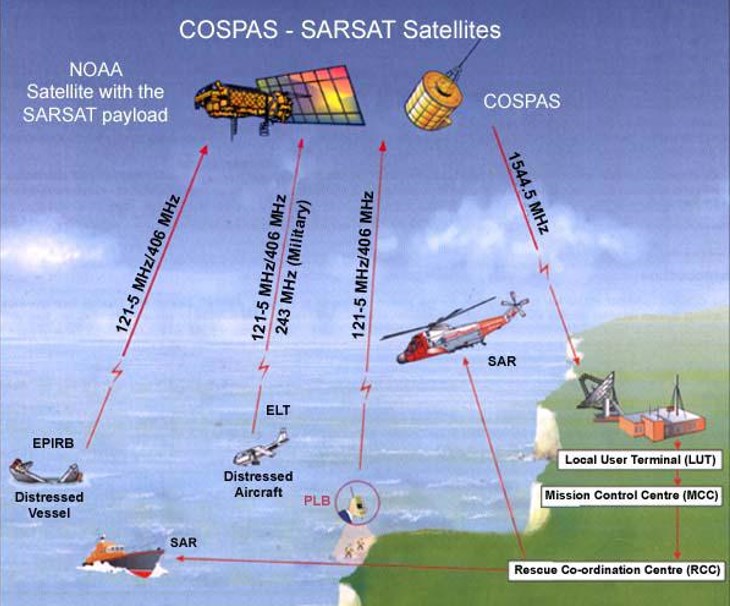 COSPAS - SARSAT Satellites
NOAA
Satellite with the
SARSAT payload
COSPAS
121-5 MHz/406 MHz
121-5 MHz/406 MHz
243 MHz (Military)
121-5 MHz/406 MHz
1544.5 MHz
SAR
ELT
EPIRB
Distressed
Vessel
Distressed
Aircraft
PLB
Local User Terminal (LUT)
Mission Control Centre (MCC)
SAR
Rescue Co-ordination Centre (RCC)